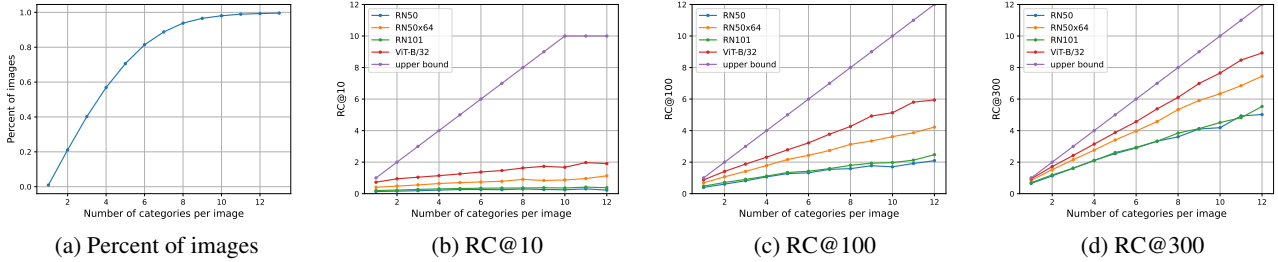 1.0
0.8
0.6
0.4
0.2
0.0
Percent of images
2 4 6 8 10 12
Number of categories per image
(a) Percent of images
12
10
8
6
4
2
0
RC@10
RN50
RN50x64
RN101
ViT-B/32
upper bound
2 4 6 8 10 12
Number of categories per image
(b) RC@10
12
10
8
6
4
2
0
RC@100
RN50
RN50x64
RN101
ViT-B/32
upper bound
2 4 6 8 10 12
Number of categories per image
(c) RC@100
12
10
8
6
4
2
0
RC@300
RN50
RN50x64
RN101
ViT-B/32
upper bound
2 4 6 8 10 12
Number of categories per image
(d) RC@300